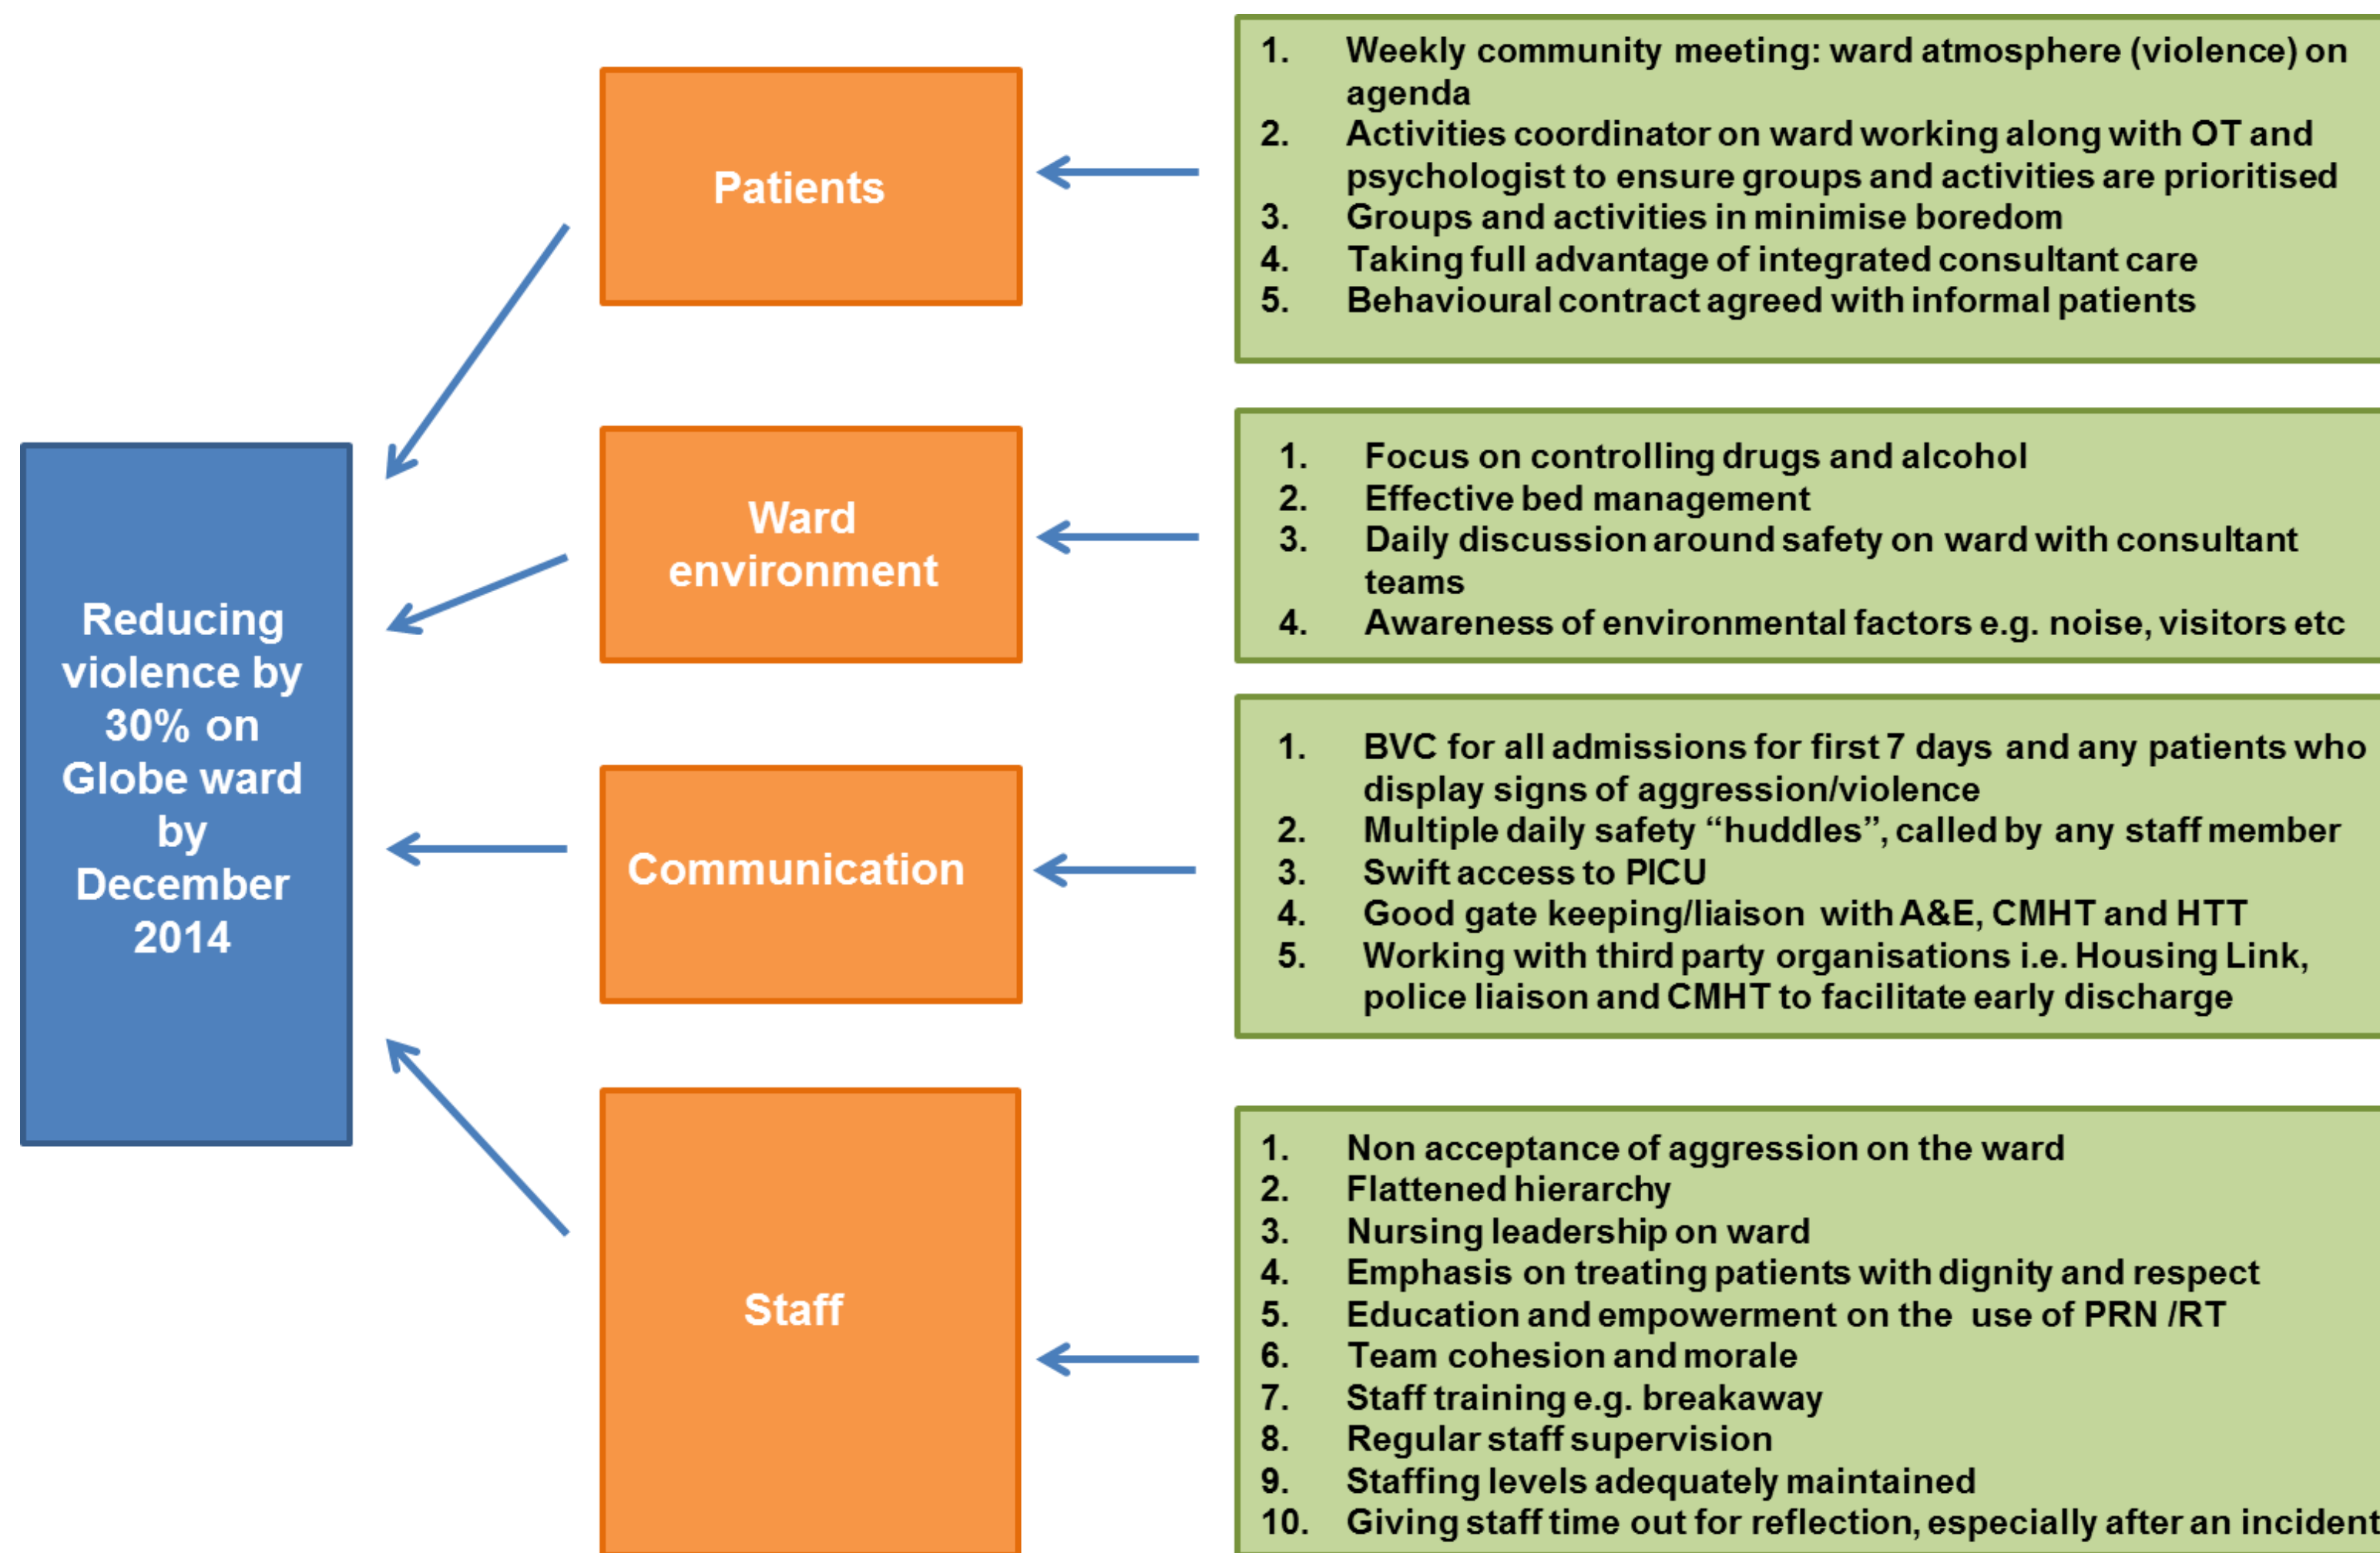 Reducing
violence by
30% on
Globe ward
by
December
2014
Patients
1. Weekly community meeting: ward atmosphere (violence) on
agenda
2. Activities coordinator on ward working along with OT and
psychologist to ensure groups and activities are prioritised
3. Groups and activities in minimise boredom
4. Taking full advantage of integrated consultant care
5. Behavioural contract agreed with informal patients
Ward
environment
1. Focus on controlling drugs and alcohol
2. Effective bed management
3. Daily discussion around safety on ward with consultant
teams
4. Awareness of environmental factors e.g. noise, visitors etc
Communication
1. BVC for all admissions for first 7 days and any patients who
display signs of aggression/violence
2. Multiple daily safety “huddles”, called by any staff member
3. Swift access to PICU
4. Good gate keeping/liaison with A&E, CMHT and HTT
5. Working with third party organisations i.e. Housing Link,
police liaison and CMHT to facilitate early discharge
Staff
1. Non acceptance of aggression on the ward
2. Flattened hierarchy
3. Nursing leadership on ward
4. Emphasis on treating patients with dignity and respect
5. Education and empowerment on the use of PRN /RT
6. Team cohesion and morale
7. Staff training e.g. breakaway
8. Regular staff supervision
9. Staffing levels adequately maintained
10. Giving staff time out for reflection, especially after an incident